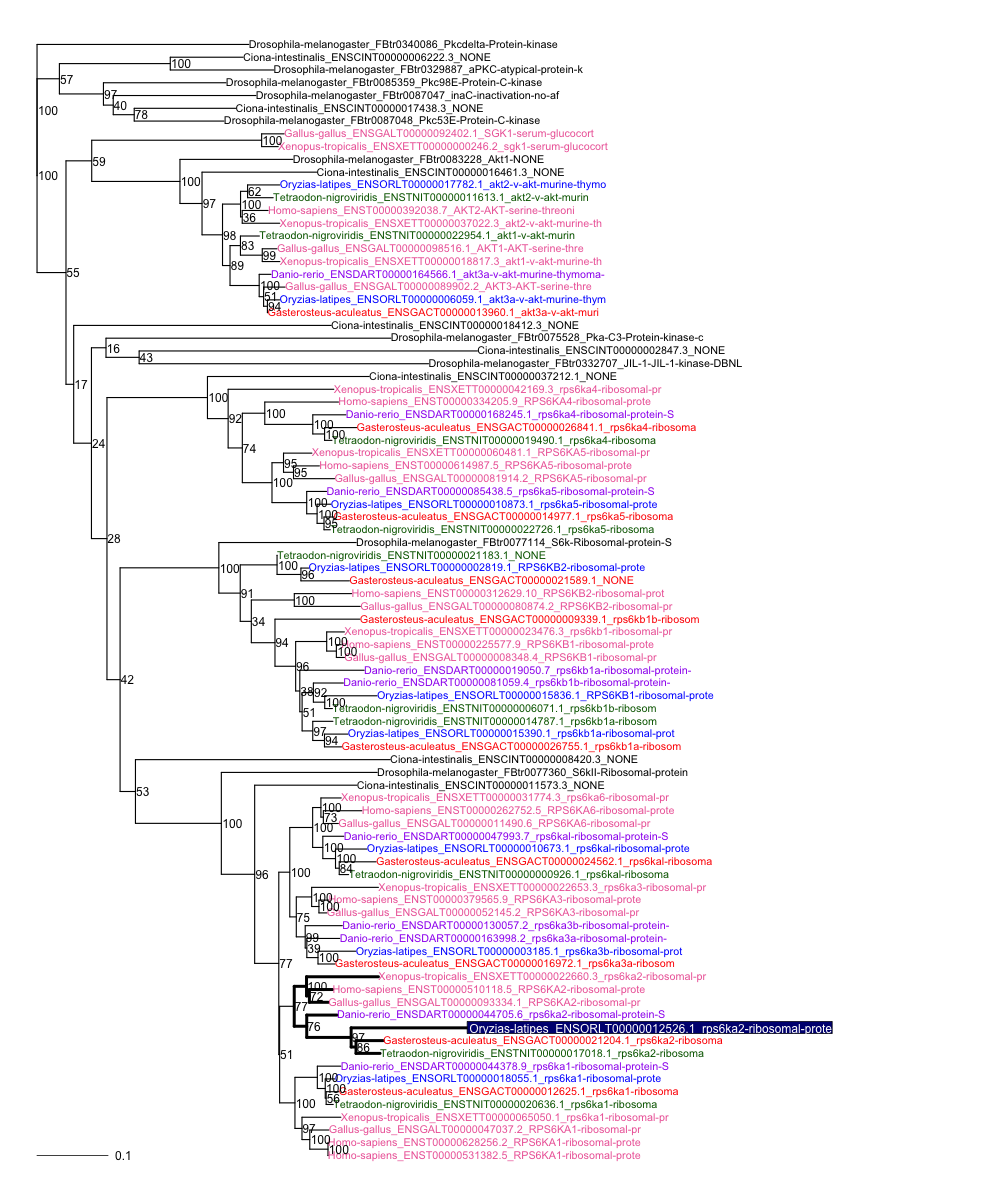 Drosophila-melanogaster_FBtr0340086_Pkcdelta-Protein-kinase
Ciona-intestinalis_ENSCINT00000006222.3_NONE
100
Drosophila-melanogaster_FBtr0329887_aPKC-atypical-protein-k
57
Drosophila-melanogaster_FBtr0085359_Pkc98E-Protein-C-kinase
97
Drosophila-melanogaster_FBtr0087047_inaC-inactivation-no-af
40
100
Ciona-intestinalis_ENSCINT00000017438.3_NONE
78
Drosophila-melanogaster_FBtr0087048_Pkc53E-Protein-C-kinase
Gallus-gallus_ENSGALT00000092402.1_SGK1-serum-glucocort
100
Xenopus-tropicalis_ENSXETT00000000246.2_sgk1-serum-glucocort
59
Drosophila-melanogaster_FBtr0083228_Akt1-NONE
100
Ciona-intestinalis_ENSCINT00000016461.3_NONE
100
Oryzias-latipes_ENSORLT00000017782.1_akt2-v-akt-murine-thymo
62
Tetraodon-nigroviridis_ENSTNIT00000011613.1_akt2-v-akt-murin
97
100
Homo-sapiens_ENST00000392038.7_AKT2-AKT-serine-threoni
36
Xenopus-tropicalis_ENSXETT00000037022.3_akt2-v-akt-murine-th
98
Tetraodon-nigroviridis_ENSTNIT00000022954.1_akt1-v-akt-murin
83
Gallus-gallus_ENSGALT00000098516.1_AKT1-AKT-serine-thre
99
Xenopus-tropicalis_ENSXETT00000018817.3_akt1-v-akt-murine-th
89
55
Danio-rerio_ENSDART00000164566.1_akt3a-v-akt-murine-thymoma-
100
Gallus-gallus_ENSGALT00000089902.2_AKT3-AKT-serine-thre
51
Oryzias-latipes_ENSORLT00000006059.1_akt3a-v-akt-murine-thym
94
Gasterosteus-aculeatus_ENSGACT00000013960.1_akt3a-v-akt-muri
Ciona-intestinalis_ENSCINT00000018412.3_NONE
Drosophila-melanogaster_FBtr0075528_Pka-C3-Protein-kinase-c
16
Ciona-intestinalis_ENSCINT00000002847.3_NONE
43
Drosophila-melanogaster_FBtr0332707_JIL-1-JIL-1-kinase-DBNL
17
Ciona-intestinalis_ENSCINT00000037212.1_NONE
Xenopus-tropicalis_ENSXETT00000042169.3_rps6ka4-ribosomal-pr
100
Homo-sapiens_ENST00000334205.9_RPS6KA4-ribosomal-prote
100
Danio-rerio_ENSDART00000168245.1_rps6ka4-ribosomal-protein-S
92
100
Gasterosteus-aculeatus_ENSGACT00000026841.1_rps6ka4-ribosoma
100
Tetraodon-nigroviridis_ENSTNIT00000019490.1_rps6ka4-ribosoma
24
74
Xenopus-tropicalis_ENSXETT00000060481.1_RPS6KA5-ribosomal-pr
95
Homo-sapiens_ENST00000614987.5_RPS6KA5-ribosomal-prote
95
Gallus-gallus_ENSGALT00000081914.2_RPS6KA5-ribosomal-pr
100
Danio-rerio_ENSDART00000085438.5_rps6ka5-ribosomal-protein-S
100
Oryzias-latipes_ENSORLT00000010873.1_rps6ka5-ribosomal-prote
100
Gasterosteus-aculeatus_ENSGACT00000014977.1_rps6ka5-ribosoma
95
Tetraodon-nigroviridis_ENSTNIT00000022726.1_rps6ka5-ribosoma
28
Drosophila-melanogaster_FBtr0077114_S6k-Ribosomal-protein-S
Tetraodon-nigroviridis_ENSTNIT00000021183.1_NONE
100
100
Oryzias-latipes_ENSORLT00000002819.1_RPS6KB2-ribosomal-prote
96
Gasterosteus-aculeatus_ENSGACT00000021589.1_NONE
91
Homo-sapiens_ENST00000312629.10_RPS6KB2-ribosomal-prot
100
Gallus-gallus_ENSGALT00000080874.2_RPS6KB2-ribosomal-pr
34
Gasterosteus-aculeatus_ENSGACT00000009339.1_rps6kb1b-ribosom
Xenopus-tropicalis_ENSXETT00000023476.3_rps6kb1-ribosomal-pr
94
100
Homo-sapiens_ENST00000225577.9_RPS6KB1-ribosomal-prote
100
Gallus-gallus_ENSGALT00000008348.4_RPS6KB1-ribosomal-pr
96
Danio-rerio_ENSDART00000019050.7_rps6kb1a-ribosomal-protein-
42
Danio-rerio_ENSDART00000081059.4_rps6kb1b-ribosomal-protein-
38
92
Oryzias-latipes_ENSORLT00000015836.1_RPS6KB1-ribosomal-prote
100
Tetraodon-nigroviridis_ENSTNIT00000006071.1_rps6kb1b-ribosom
51
Tetraodon-nigroviridis_ENSTNIT00000014787.1_rps6kb1a-ribosom
97
Oryzias-latipes_ENSORLT00000015390.1_rps6kb1a-ribosomal-prot
94
Gasterosteus-aculeatus_ENSGACT00000026755.1_rps6kb1a-ribosom
Ciona-intestinalis_ENSCINT00000008420.3_NONE
Drosophila-melanogaster_FBtr0077360_S6kII-Ribosomal-protein
53
Ciona-intestinalis_ENSCINT00000011573.3_NONE
Xenopus-tropicalis_ENSXETT00000031774.3_rps6ka6-ribosomal-pr
100
Homo-sapiens_ENST00000262752.5_RPS6KA6-ribosomal-prote
73
100
100
Gallus-gallus_ENSGALT00000011490.6_RPS6KA6-ribosomal-pr
Danio-rerio_ENSDART00000047993.7_rps6kal-ribosomal-protein-S
100
Oryzias-latipes_ENSORLT00000010673.1_rps6kal-ribosomal-prote
100
Gasterosteus-aculeatus_ENSGACT00000024562.1_rps6kal-ribosoma
84
Tetraodon-nigroviridis_ENSTNIT00000000926.1_rps6kal-ribosoma
96
100
Xenopus-tropicalis_ENSXETT00000022653.3_rps6ka3-ribosomal-pr
100
Homo-sapiens_ENST00000379565.9_RPS6KA3-ribosomal-prote
100
Gallus-gallus_ENSGALT00000052145.2_RPS6KA3-ribosomal-pr
75
Danio-rerio_ENSDART00000130057.2_rps6ka3b-ribosomal-protein-
99
Danio-rerio_ENSDART00000163998.2_rps6ka3a-ribosomal-protein-
39
Oryzias-latipes_ENSORLT00000003185.1_rps6ka3b-ribosomal-prot
100
Gasterosteus-aculeatus_ENSGACT00000016972.1_rps6ka3a-ribosom
77
Xenopus-tropicalis_ENSXETT00000022660.3_rps6ka2-ribosomal-pr
100
Homo-sapiens_ENST00000510118.5_RPS6KA2-ribosomal-prote
72
Gallus-gallus_ENSGALT00000093334.1_RPS6KA2-ribosomal-pr
77
Danio-rerio_ENSDART00000044705.6_rps6ka2-ribosomal-protein-S
76
Oryzias-latipes_ENSORLT00000012526.1_rps6ka2-ribosomal-prote
97
Gasterosteus-aculeatus_ENSGACT00000021204.1_rps6ka2-ribosoma
86
Tetraodon-nigroviridis_ENSTNIT00000017018.1_rps6ka2-ribosoma
51
Danio-rerio_ENSDART00000044378.9_rps6ka1-ribosomal-protein-S
100
Oryzias-latipes_ENSORLT00000018055.1_rps6ka1-ribosomal-prote
100
Gasterosteus-aculeatus_ENSGACT00000012625.1_rps6ka1-ribosoma
56
Tetraodon-nigroviridis_ENSTNIT00000020636.1_rps6ka1-ribosoma
100
Xenopus-tropicalis_ENSXETT00000065050.1_rps6ka1-ribosomal-pr
97
Gallus-gallus_ENSGALT00000047037.2_RPS6KA1-ribosomal-pr
100
Homo-sapiens_ENST00000628256.2_RPS6KA1-ribosomal-prote
100
Homo-sapiens_ENST00000531382.5_RPS6KA1-ribosomal-prote
0.1